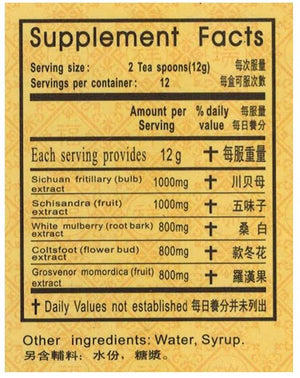 Supplement Facts
Serving size: 2 Tea spoons(12g) 每次服量
Servings per container: 12 每盒可服次數
Amount per Serving % daily value 每服量 每日養分
Each serving provides 12 g † 每服重量
Sichuan fritillary (bulb) extract 1000mg † 川贝母
Schisandra (fruit) extract 1000mg † 五味子
White mulberry (root bark) extract 800mg † 桑白
Coltsfoot (flower bud) extract 800mg † 款冬花
Grosvenor momordica (fruit) extract 800mg † 羅漢果
† Daily Values not established 每日養分并未列出
Other ingredients: Water, Syrup.
另含輔料: 水份, 糖漿。